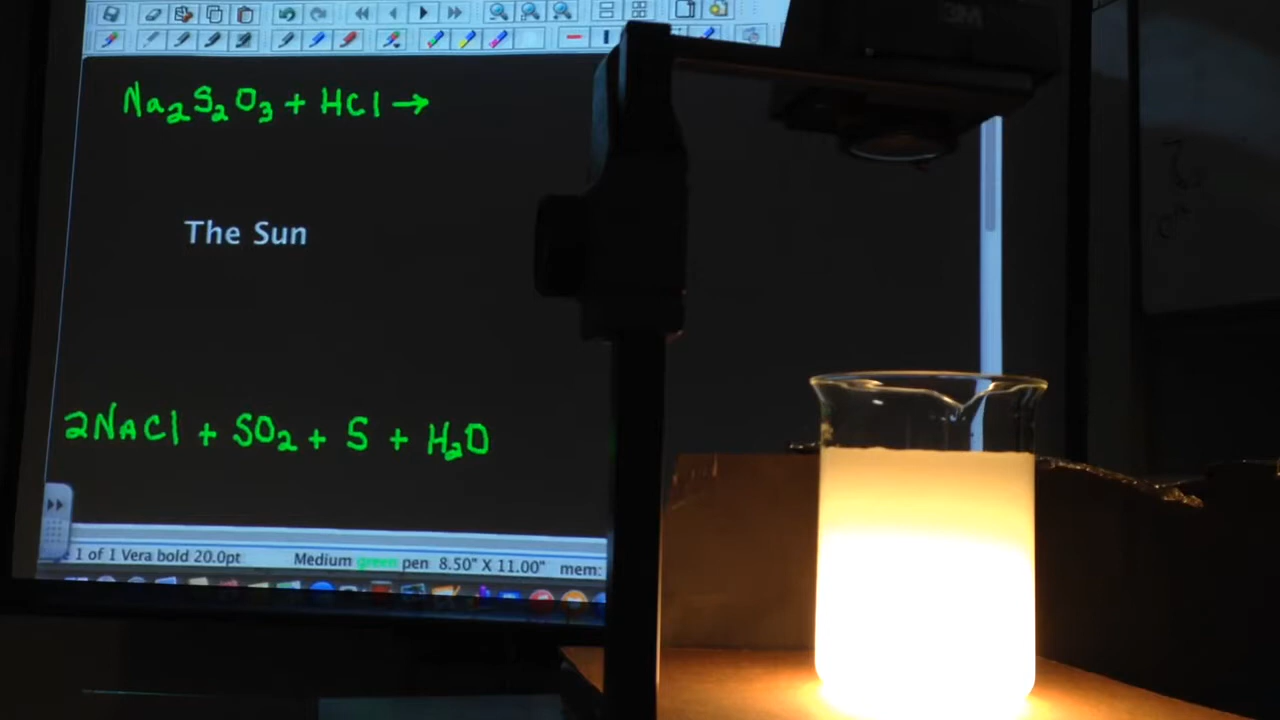 3M
Na₂S₂O₃ + HCl →
The Sun
2NACl + SO₂ + S + H₂O
1 of 1 Vera bold 20.0pt Medium green pen 8.50" X 11.00" mem: